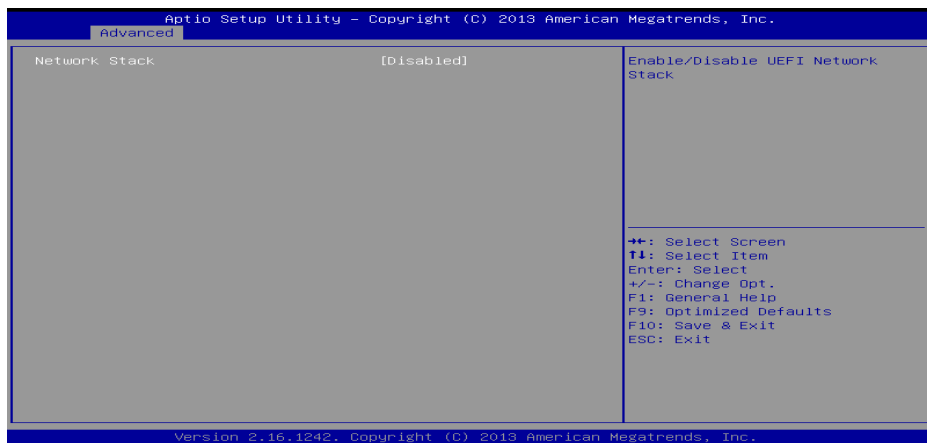 Aptio Setup Utility – Copyright (C) 2013 American Megatrends, Inc.
Advanced
Network Stack [Disabled]
Enable/Disable UEFI Network
Stack
→←: Select Screen
↑↓: Select Item
Enter: Select
+/-: Change Opt.
F1: General Help
F9: Optimized Defaults
F10: Save & Exit
ESC: Exit
Version 2.16.1242. Copyright (C) 2013 American Megatrends, Inc.